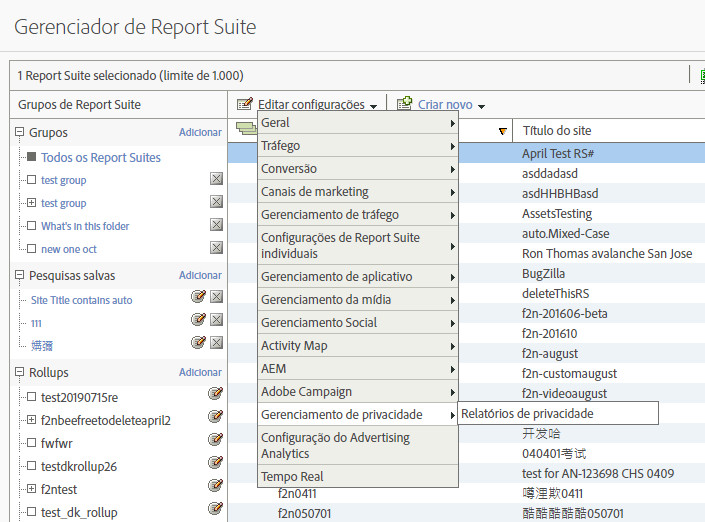 Gerenciador de Report Suite
1 Report Suite selecionado (limite de 1.000)
Grupos de Report Suite
Editar configurações
Criar novo
Grupos
Adicionar
Todos os Report Suites
test group
test group
What's in this folder
new one oct
Pesquisas salvas
Adicionar
Site Title contains auto
111
Rollups
Adicionar
test20190715re
f2nbeefreetodeleteapril2
fwfwr
testdkrollup26
f2ntest
test_dk_rollup
Geral
Tráfego
Conversão
Canais de marketing
Gerenciamento de tráfego
Configurações de Report Suite
individuais
Gerenciamento de aplicativo
Gerenciamento da mídia
Gerenciamento Social
Activity Map
AEM
Adobe Campaign
Gerenciamento de privacidade
Relatórios de privacidade
Configuração do Advertising
Analytics
Tempo Real
f2n0411
f2n050701
Título do site
April Test RS#
asddadasd
asdHHBHBasd
AssetsTesting
auto.Mixed-Case
Ron Thomas avalanche San Jose
BugZilla
deleteThisRS
f2n-201606-beta
f2n-201610
f2n-august
f2n-customaugust
f2n-videoaugust
开发哈
040401考试
test for AN-123698 CHS 0409
噂浬欺0411
酷酷酷酷酷050701